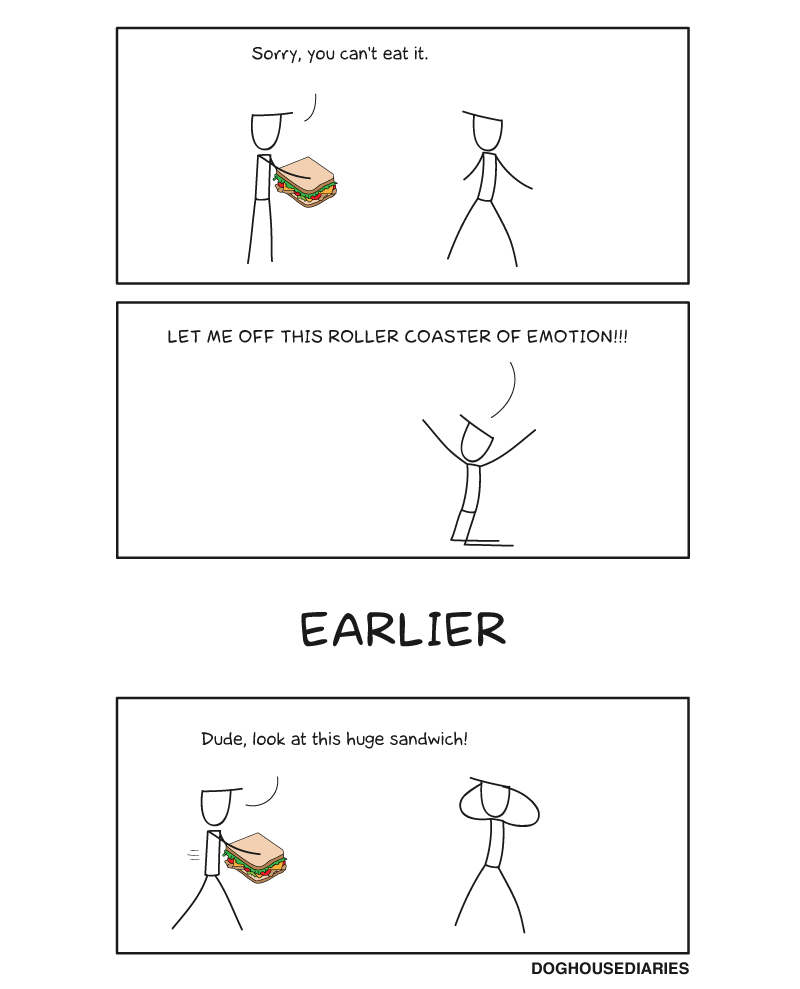 Sorry, you can't eat it.
LET ME OFF THIS ROLLER COASTER OF EMOTION!!!
EARLIER
Dude, look at this huge sandwich!
DOGHOUSEDIARIES